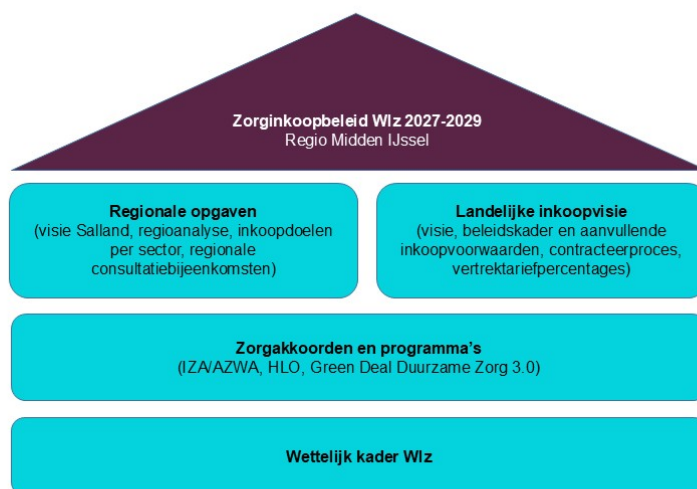 Zorginkoopbeleid Wlz 2027-2029
Regio Midden IJssel
Regionale opgaven
(visie Salland, regioanalyse, inkoopdoelen
per sector, regionale
consultatiebijeenkomsten)
Landelijke inkoopvisie
(visie, beleidskader en aanvullende
inkoopvoorwaarden, contracteerproces,
vertrektariefpercentages)
Zorgakkoorden en programma's
(IZA/AZWA, HLO, Green Deal Duurzame Zorg 3.0)
Wettelijk kader Wlz